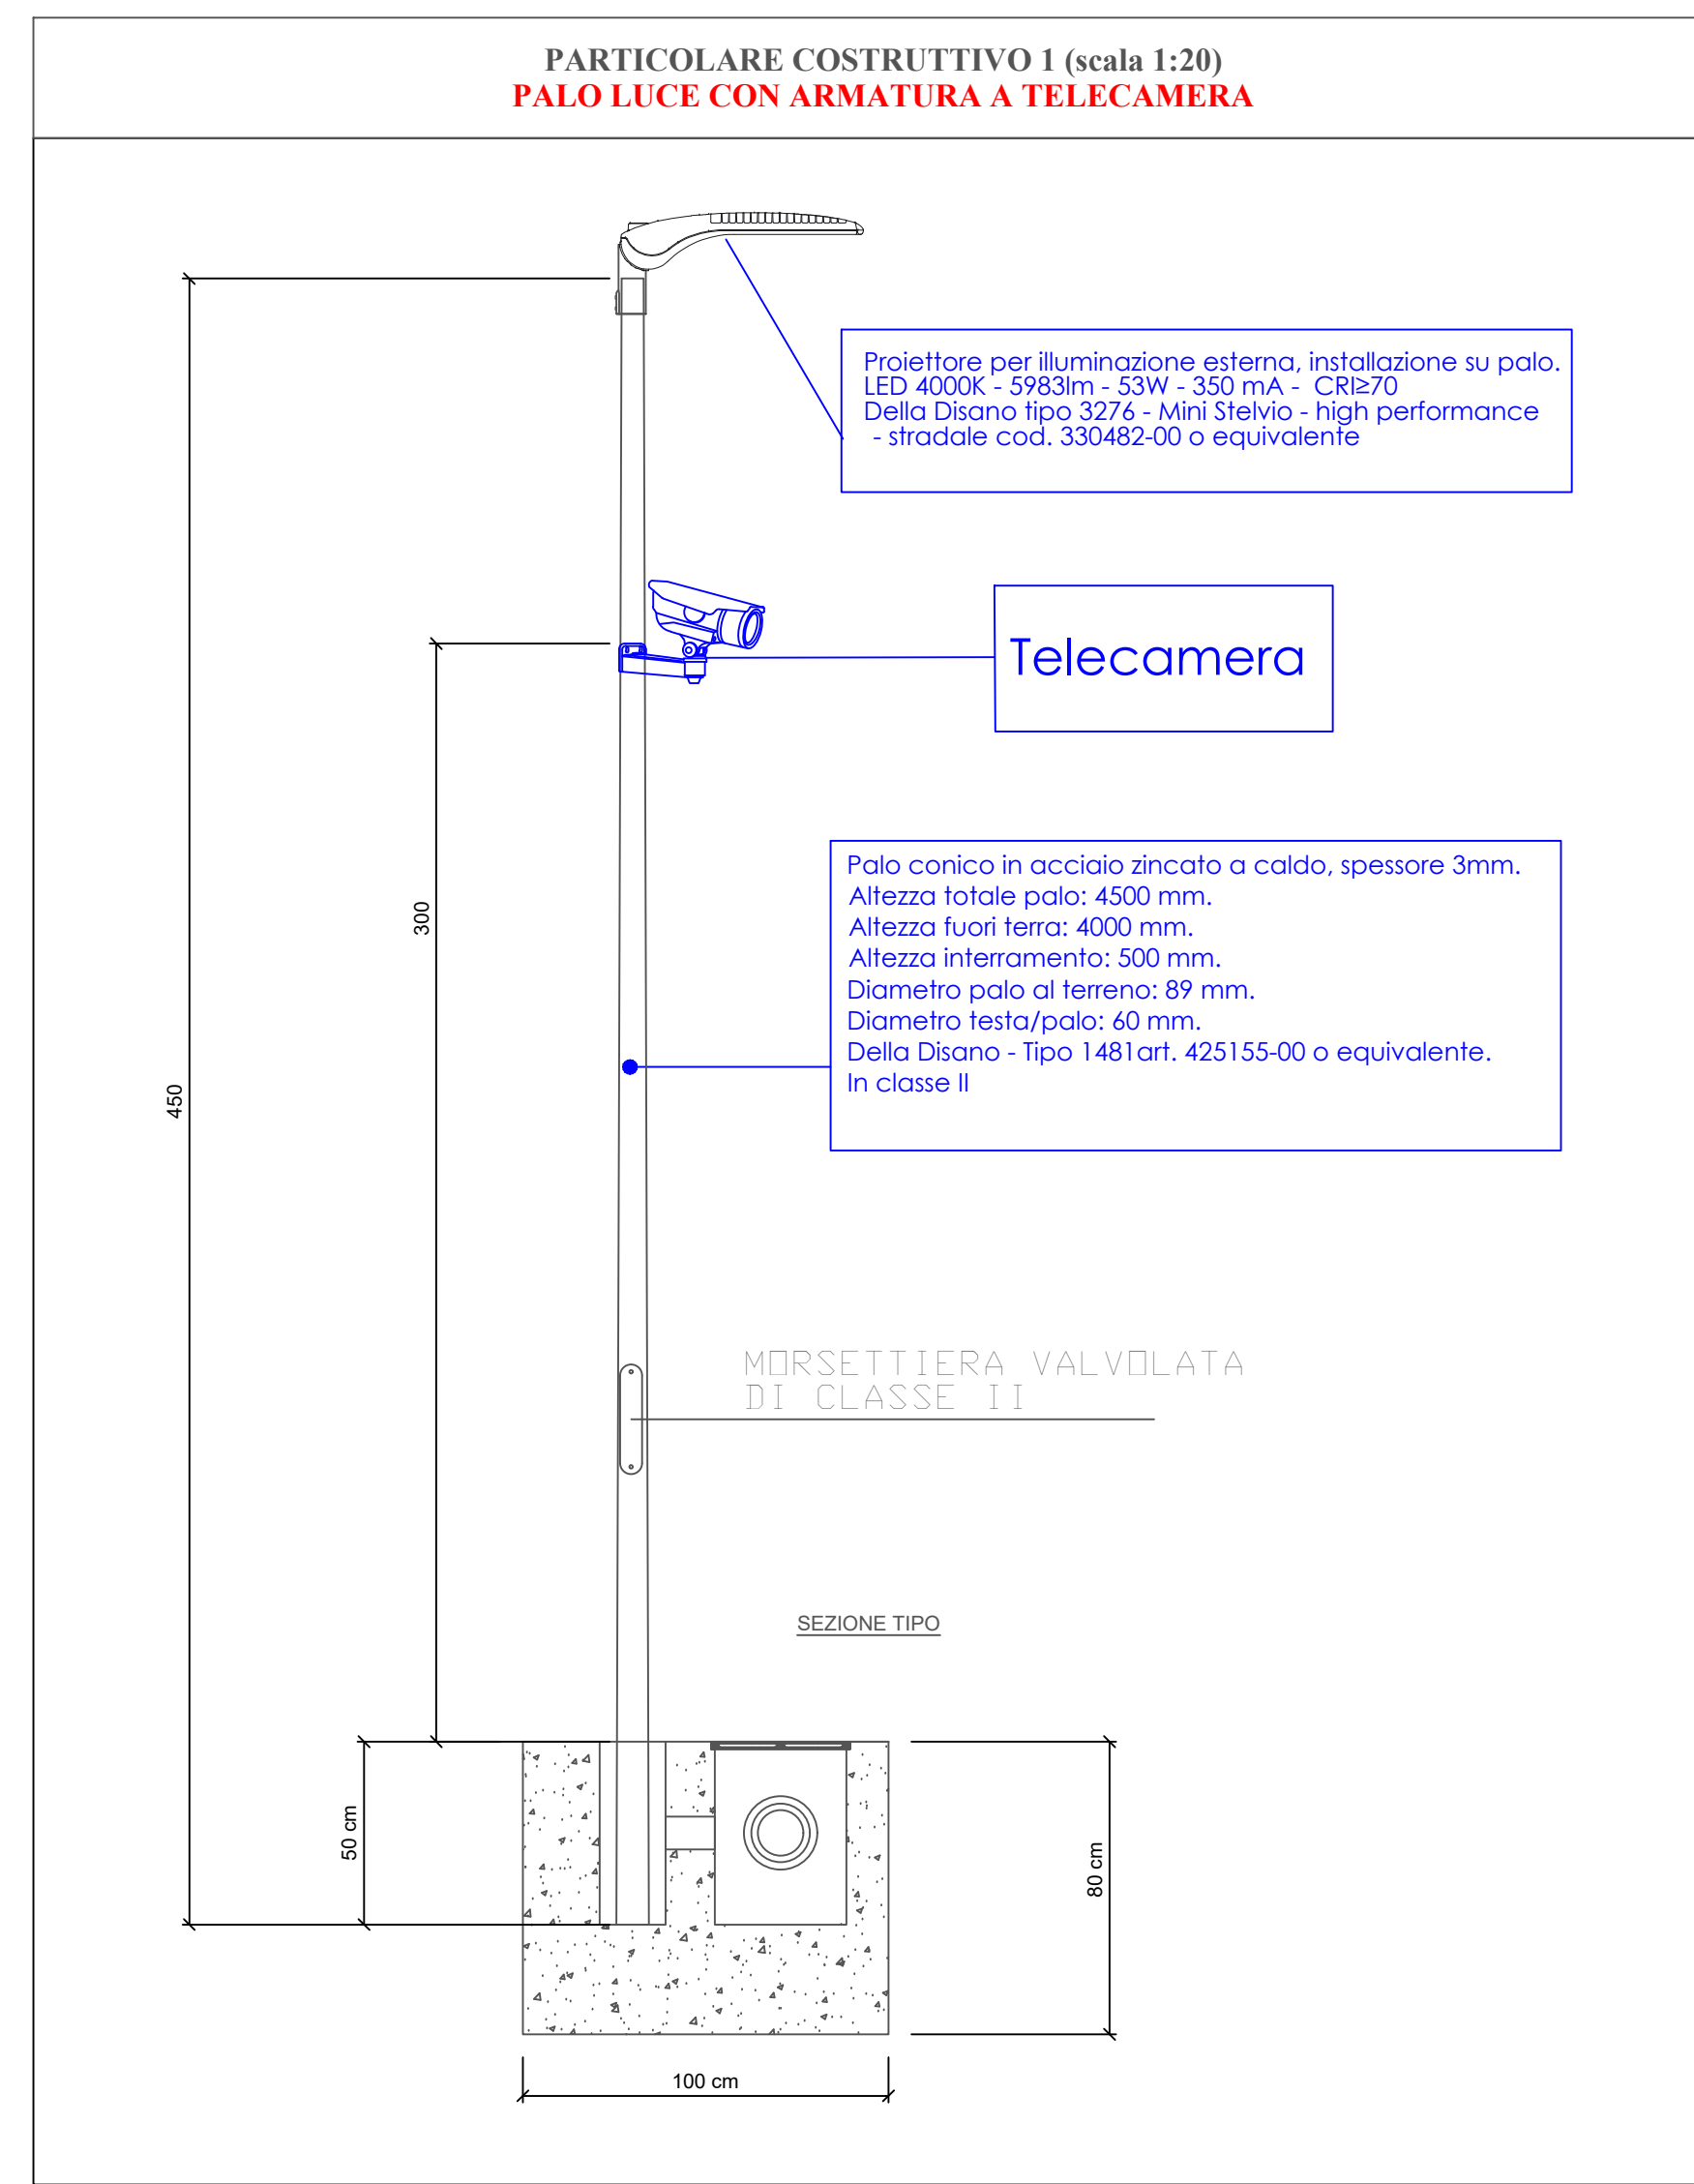 PARTICOLARE COSTRUTTIVO 1 (scala 1:20)
PALO LUCE CON ARMATURA A TELECAMERA
Proiettore per illuminazione esterna, installazione su palo.
LED 4000K - 5983lm - 53W - 350 mA - CRI≥70
Della Disano tipo 3276 - Mini Stelvio - high performance
- stradale cod. 330482-00 o equivalente
Telecamera
300
Palo conico in acciaio zincato a caldo, spessore 3mm.
Altezza totale palo: 4500 mm.
Altezza fuori terra: 4000 mm.
Altezza interramento: 500 mm.
Diametro palo al terreno: 89 mm.
Diametro testa/palo: 60 mm.
Della Disano - Tipo 1481art. 425155-00 o equivalente.
In classe II
450
MORSETTIERA VALVOLATA
DI CLASSE II
SEZIONE TIPO
50 cm
80 cm
100 cm